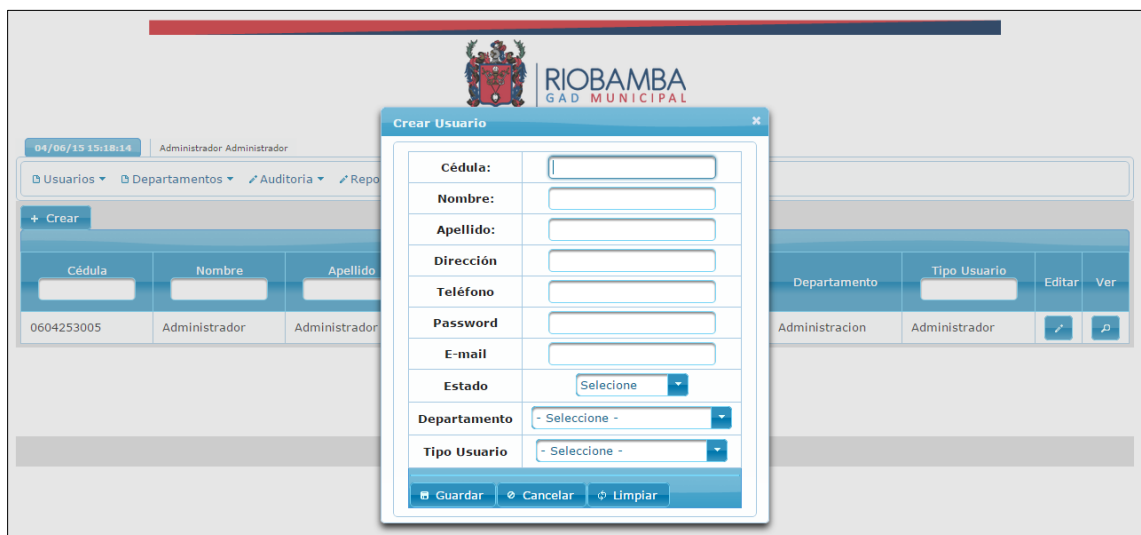 RIOBAMBA
GAD MUNICIPAL
04/06/15 15:18:14 Administrador Administrador
Usuarios Departamentos Auditoria Repo
+ Crear
Cédula Nombre Apellido Departamento Tipo Usuario Editar Ver
0604253005 Administrador Administrador Administracion Administrador
Crear Usuario
Cédula:
Nombre:
Apellido:
Dirección
Teléfono
Password
E-mail
Estado Selecione
Departamento - Seleccione -
Tipo Usuario - Seleccione -
Guardar Cancelar Limpiar